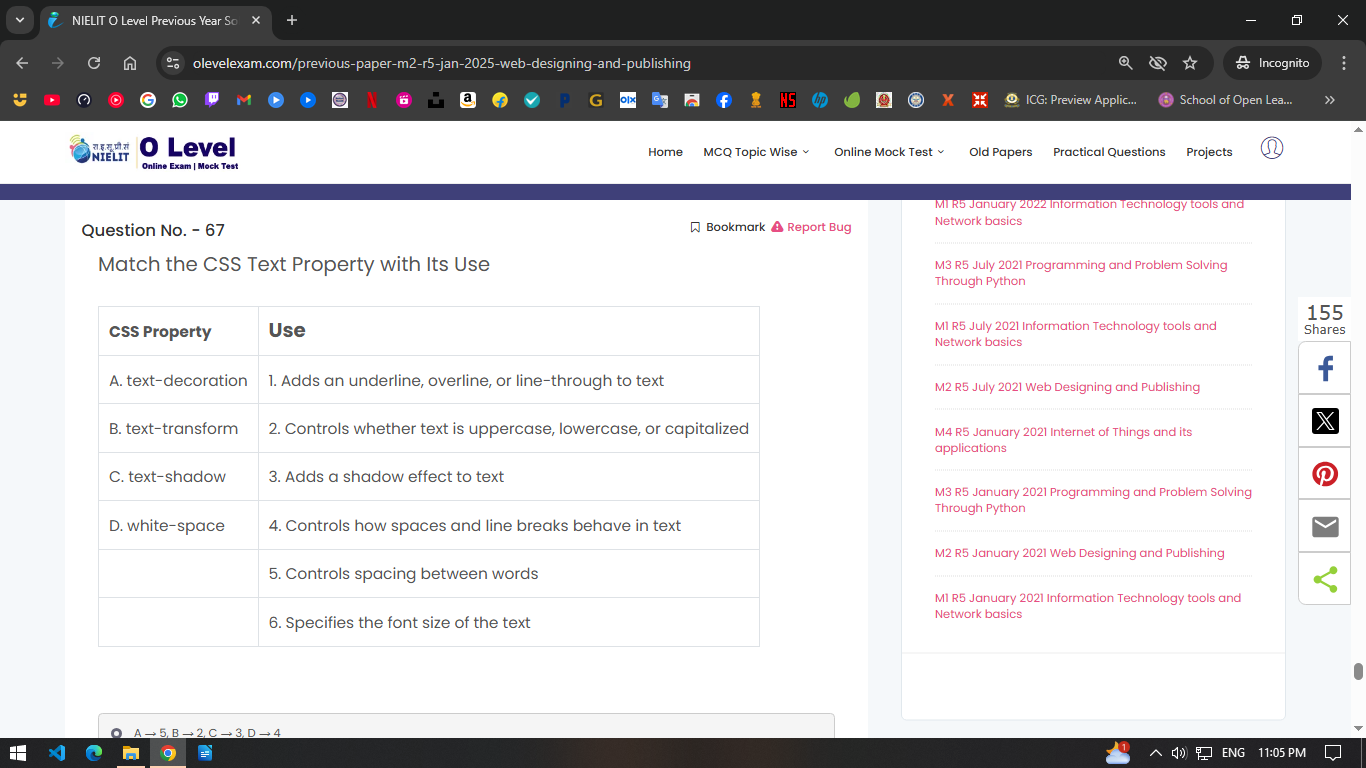 NIELIT O Level Previous Year So
olevelexam.com/previous-paper-m2-r5-jan-2025-web-designing-and-publishing
Incognito
ICG: Preview Applic...
School of Open Lea...
NIELIT
O Level
Online Exam | Mock Test
Home
MCQ Topic Wise
Online Mock Test
Old Papers
Practical Questions
Projects
Question No. - 67
Bookmark
Report Bug
Match the CSS Text Property with Its Use
CSS Property
Use
A. text-decoration
1. Adds an underline, overline, or line-through to text
B. text-transform
2. Controls whether text is uppercase, lowercase, or capitalized
C. text-shadow
3. Adds a shadow effect to text
D. white-space
4. Controls how spaces and line breaks behave in text
5. Controls spacing between words
6. Specifies the font size of the text
A → 5, B → 2, C → 3, D → 4
M1 R5 January 2022 Information Technology tools and
Network basics
M3 R5 July 2021 Programming and Problem Solving
Through Python
M1 R5 July 2021 Information Technology tools and
Network basics
M2 R5 July 2021 Web Designing and Publishing
M4 R5 January 2021 Internet of Things and its
applications
M3 R5 January 2021 Programming and Problem Solving
Through Python
M2 R5 January 2021 Web Designing and Publishing
M1 R5 January 2021 Information Technology tools and
Network basics
155
Shares
1
ENG
11:05 PM